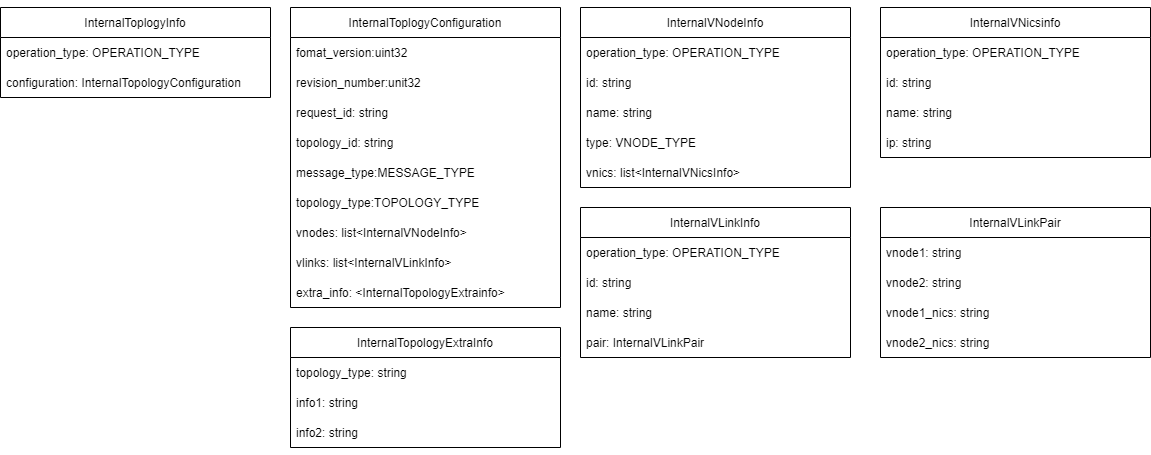 InternalToplogyInfo
operation_type: OPERATION_TYPE
configuration: InternalTopologyConfiguration
InternalToplogyConfiguration
fomat_version:uint32
revision_number:unit32
request_id: string
topology_id: string
message_type:MESSAGE_TYPE
topology_type:TOPOLOGY_TYPE
vnodes: list<InternalVNodeInfo>
vlinks: list<InternalVLinkInfo>
extra_info: <InternalTopologyExtrainfo>
InternalTopologyExtraInfo
topology_type: string
info1: string
info2: string
InternalVNodeInfo
operation_type: OPERATION_TYPE
id: string
name: string
type: VNODE_TYPE
vnics: list<InternalVNicsInfo>
InternalVLinkInfo
operation_type: OPERATION_TYPE
id: string
name: string
pair: InternalVLinkPair
InternalVNicsinfo
operation_type: OPERATION_TYPE
id: string
name: string
ip: string
InternalVLinkPair
vnode1: string
vnode2: string
vnode1_nics: string
vnode2_nics: string